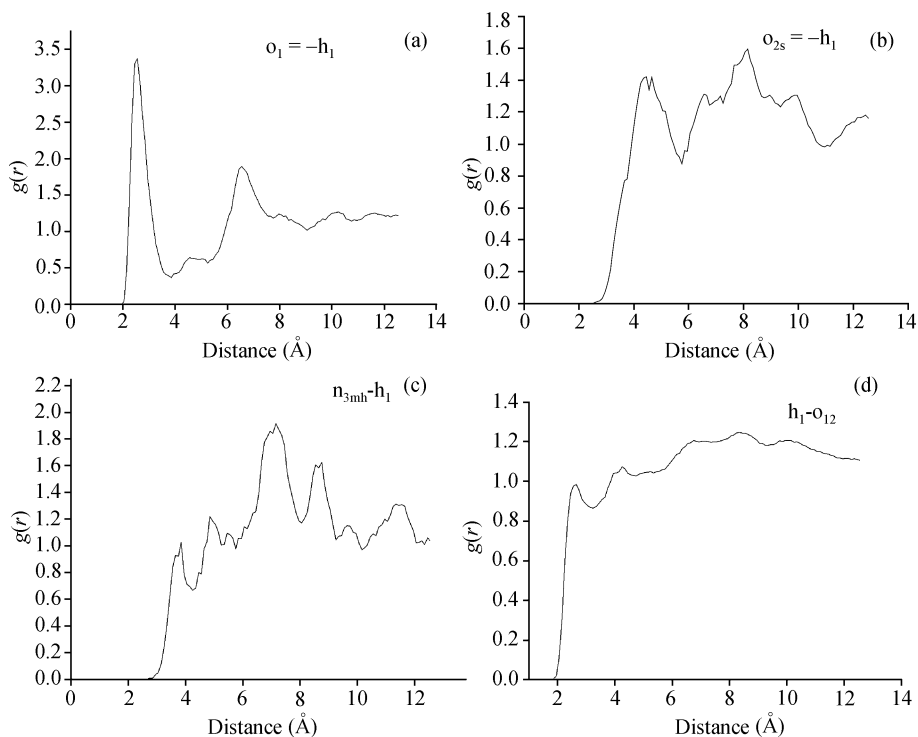 o₁ = –h₁ (a)
3.5
3.0
2.5
2.0
1.5
1.0
0.5
0.0
g(r)
0 2 4 6 8 10 12 14
Distance (Å)
o₂ₛ = –h₁ (b)
1.8
1.6
1.4
1.2
1.0
0.8
0.6
0.4
0.2
0.0
g(r)
0 2 4 6 8 10 12 14
Distance (Å)
n₃ₘₕ-h₁ (c)
2.2
2.0
1.8
1.6
1.4
1.2
1.0
0.8
0.6
0.4
0.2
0.0
g(r)
0 2 4 6 8 10 12
Distance (Å)
(d)
h₁-o₁₂
1.4
1.2
1.0
0.8
0.6
0.4
0.2
0.0
g(r)
2 4 6 8 10 12 14
Distance (Å)